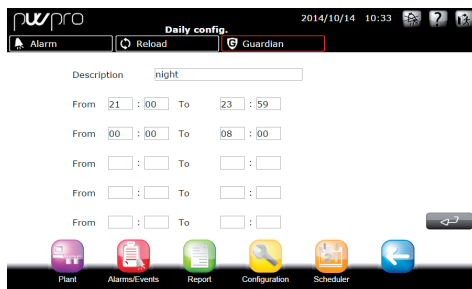 pwpro
Daily config.
2014/10/14 10:33
?
Alarm
Reload
G Guardian
Description night
From 21 : 00 To 23 : 59
From 00 : 00 To 08 : 00
From : To :
From : To :
From : To :
Plant Alarms/Events Report Configuration Scheduler